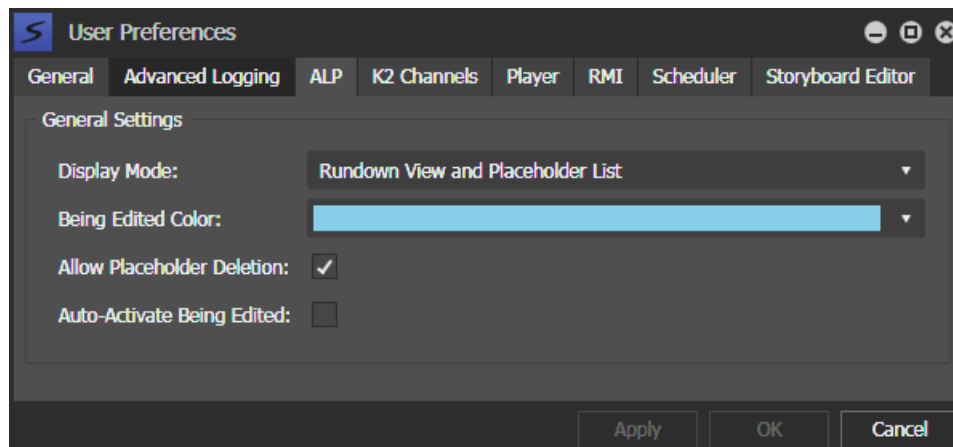 User Preferences
General Advanced Logging ALP K2 Channels Player RMI Scheduler Storyboard Editor
General Settings
Display Mode: Rundown View and Placeholder List
Being Edited Color:
Allow Placeholder Deletion:
Auto-Activate Being Edited:
Apply OK Cancel